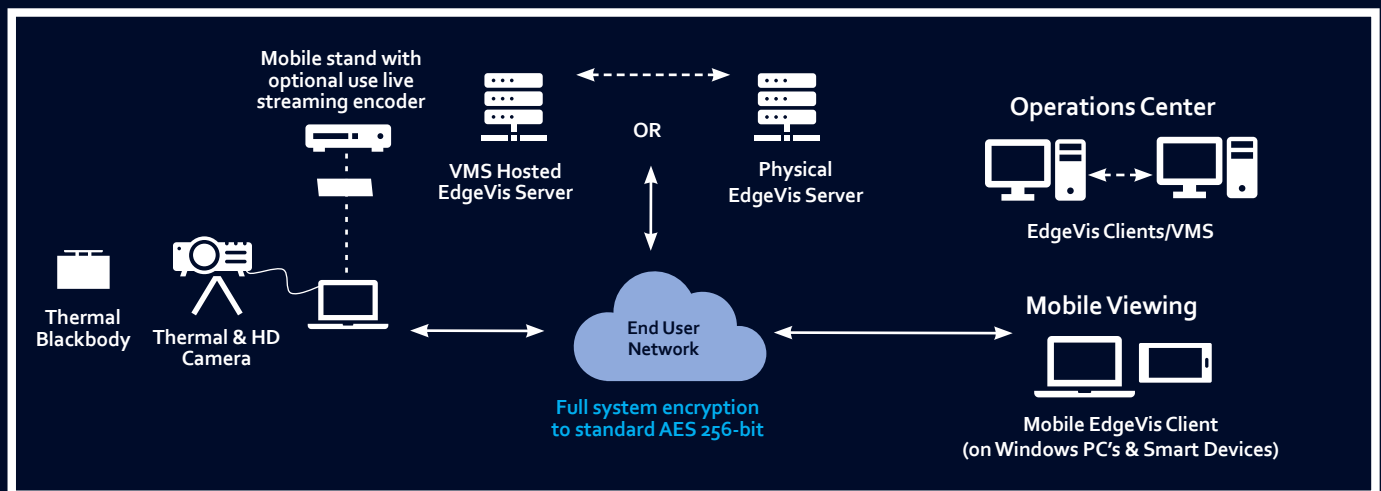 Mobile stand with
optional use live
streaming encoder
OR
VMS Hosted
EdgeVis Server
Physical
EdgeVis Server
Operations Center
EdgeVis Clients/VMS
Thermal
Blackbody
Thermal & HD
Camera
End User
Network
Full system encryption
to standard AES 256-bit
Mobile Viewing
Mobile EdgeVis Client
(on Windows PC's & Smart Devices)